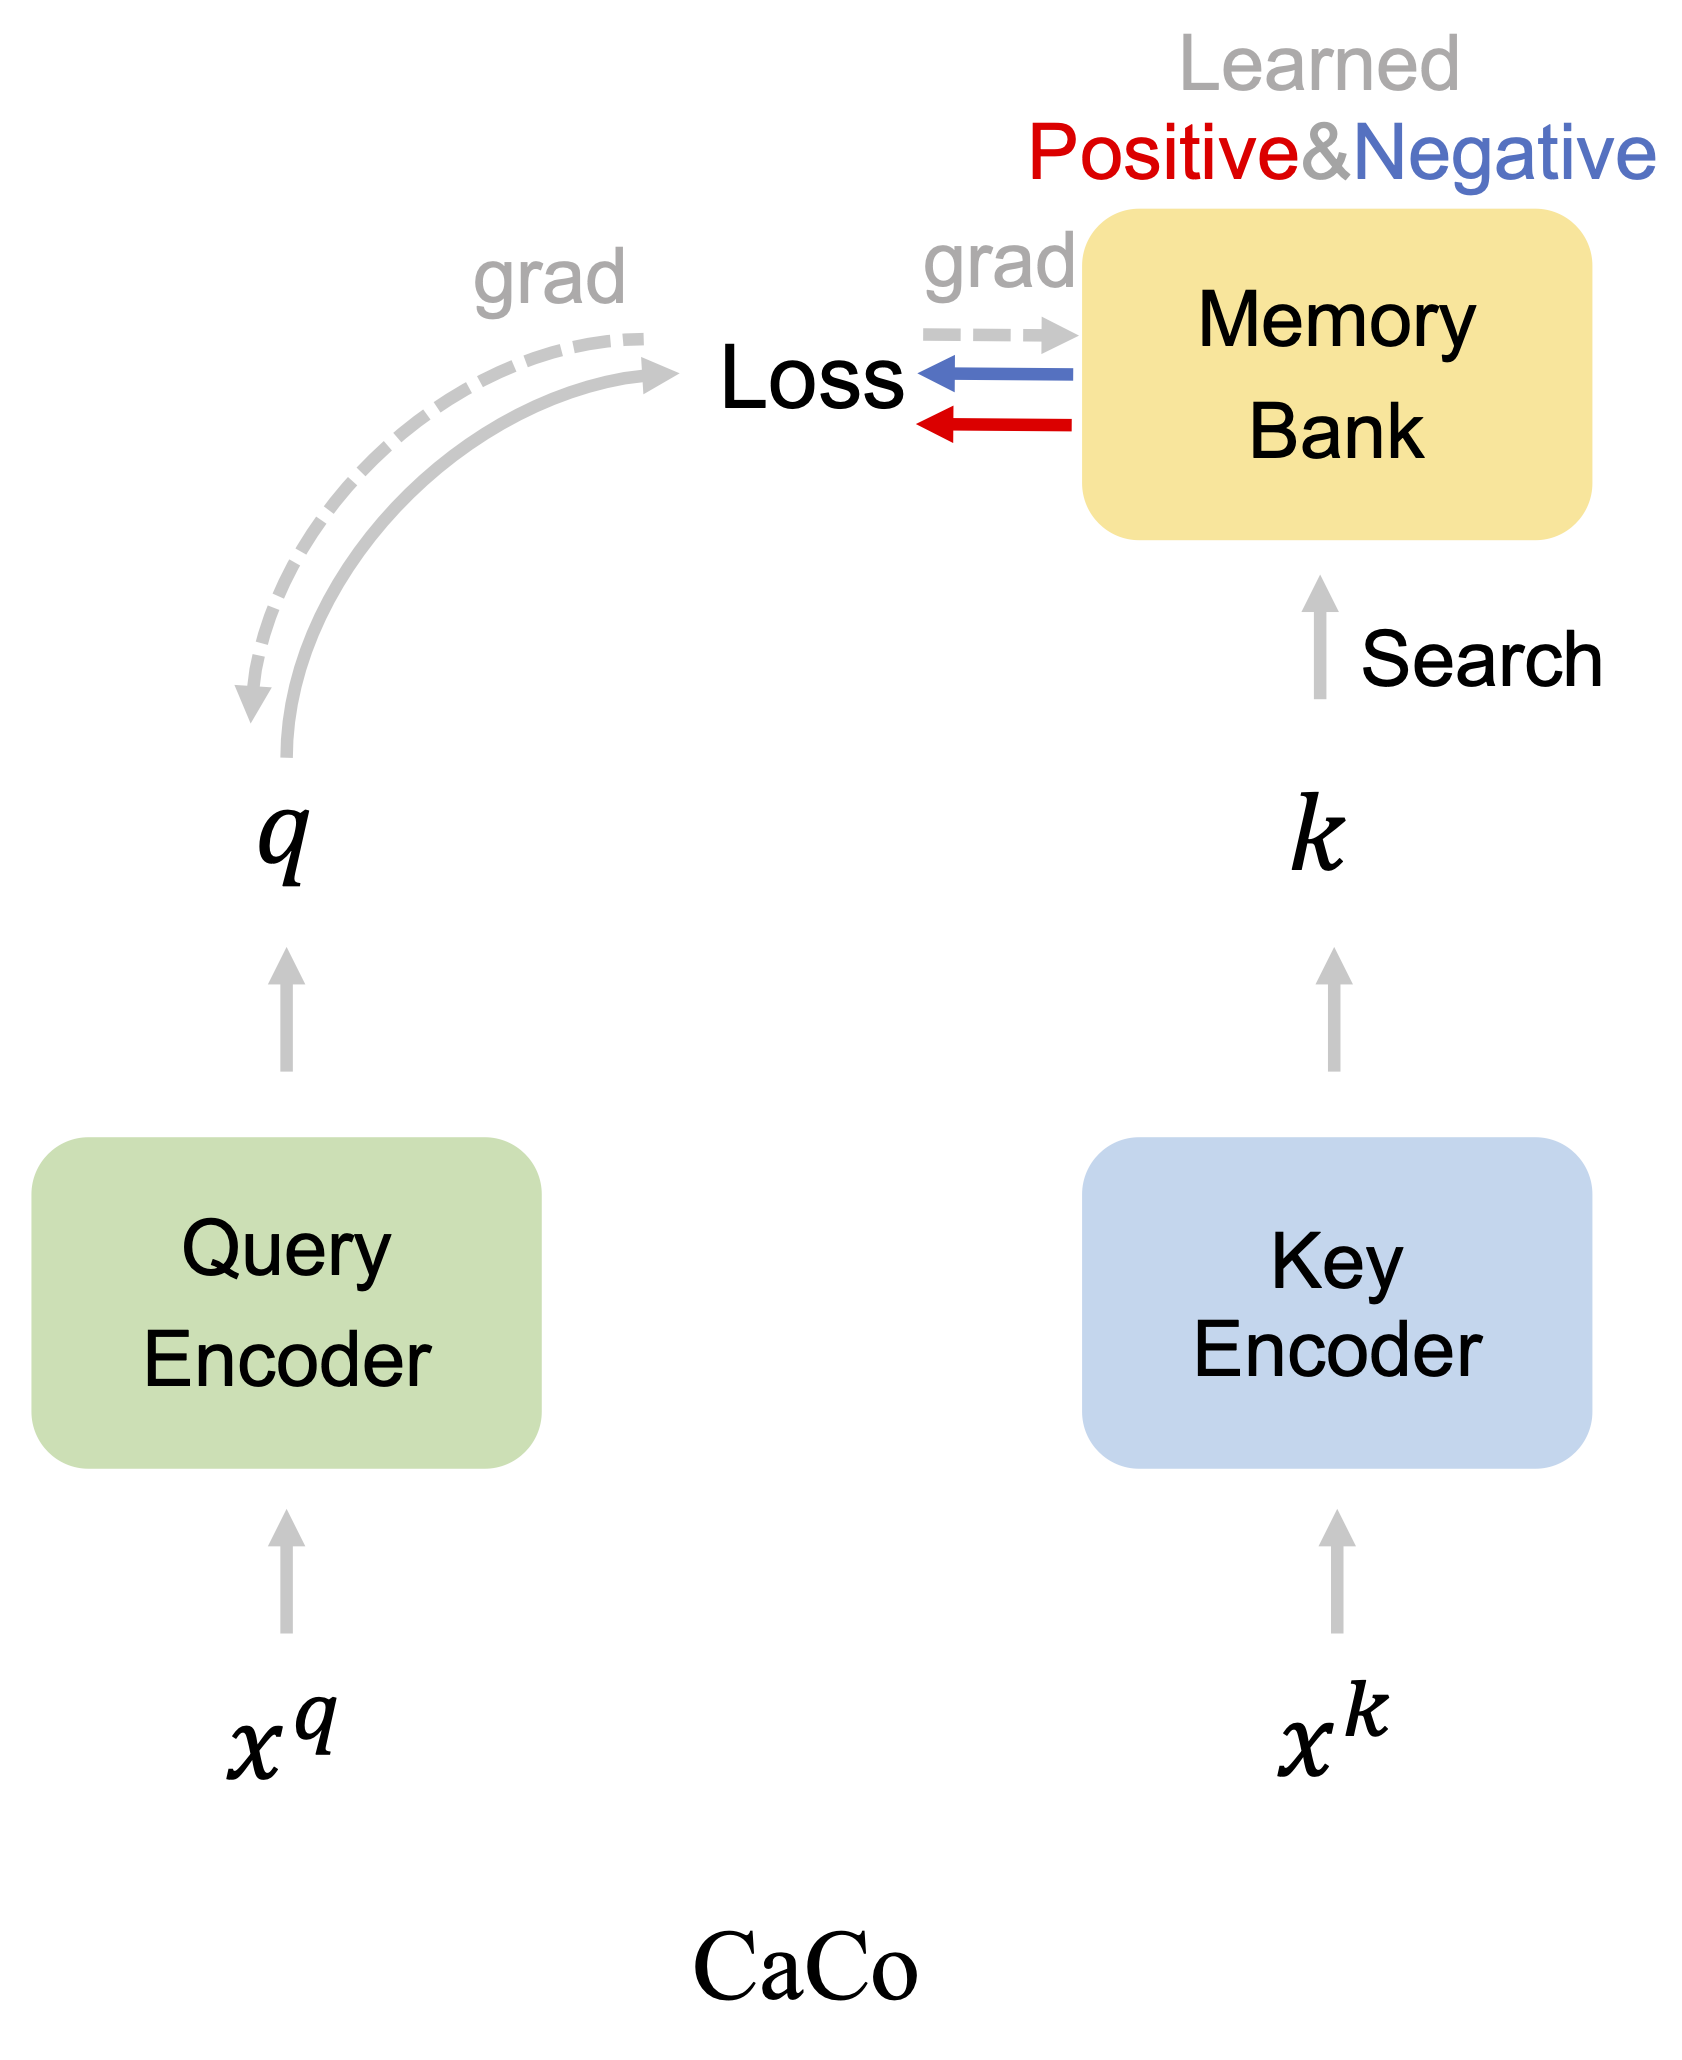 Learned
Positive&Negative
grad
grad
Loss
Memory
Bank
Search
q
k
Query
Encoder
Key
Encoder
x^q
x^k
CaCo